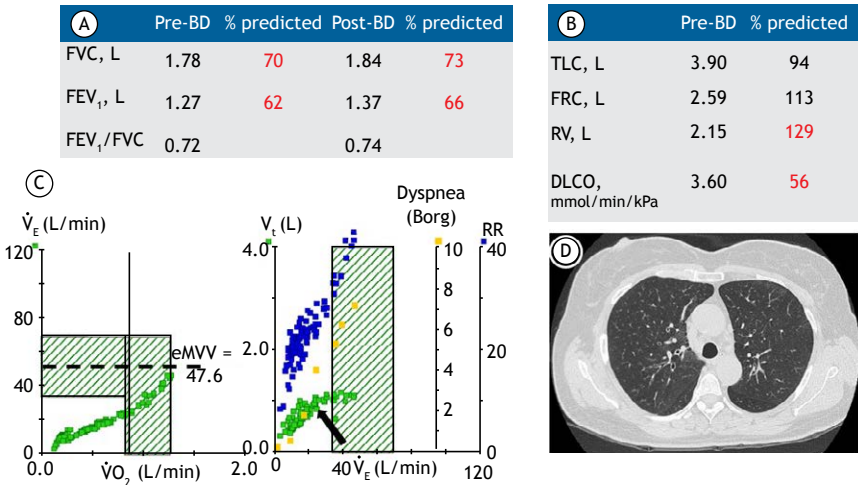 A Pre-BD % predicted Post-BD % predicted
FVC, L 1.78 70 1.84 73
FEV₁, L 1.27 62 1.37 66
FEV₁/FVC 0.72 0.74
B Pre-BD % predicted
TLC, L 3.90 94
FRC, L 2.59 113
RV, L 2.15 129
DLCO, 3.60 56
mmol/min/kPa
C
V̇E (L/min)
120
80
40
0
eMVV =
47.6
0.0 V̇O₂ (L/min) 2.0
Vt (L)
4.0
2.0
0.0
0 40 V̇E (L/min) 120
Dyspnea
(Borg)
10
8
6
4
2
RR
40
20
0
D